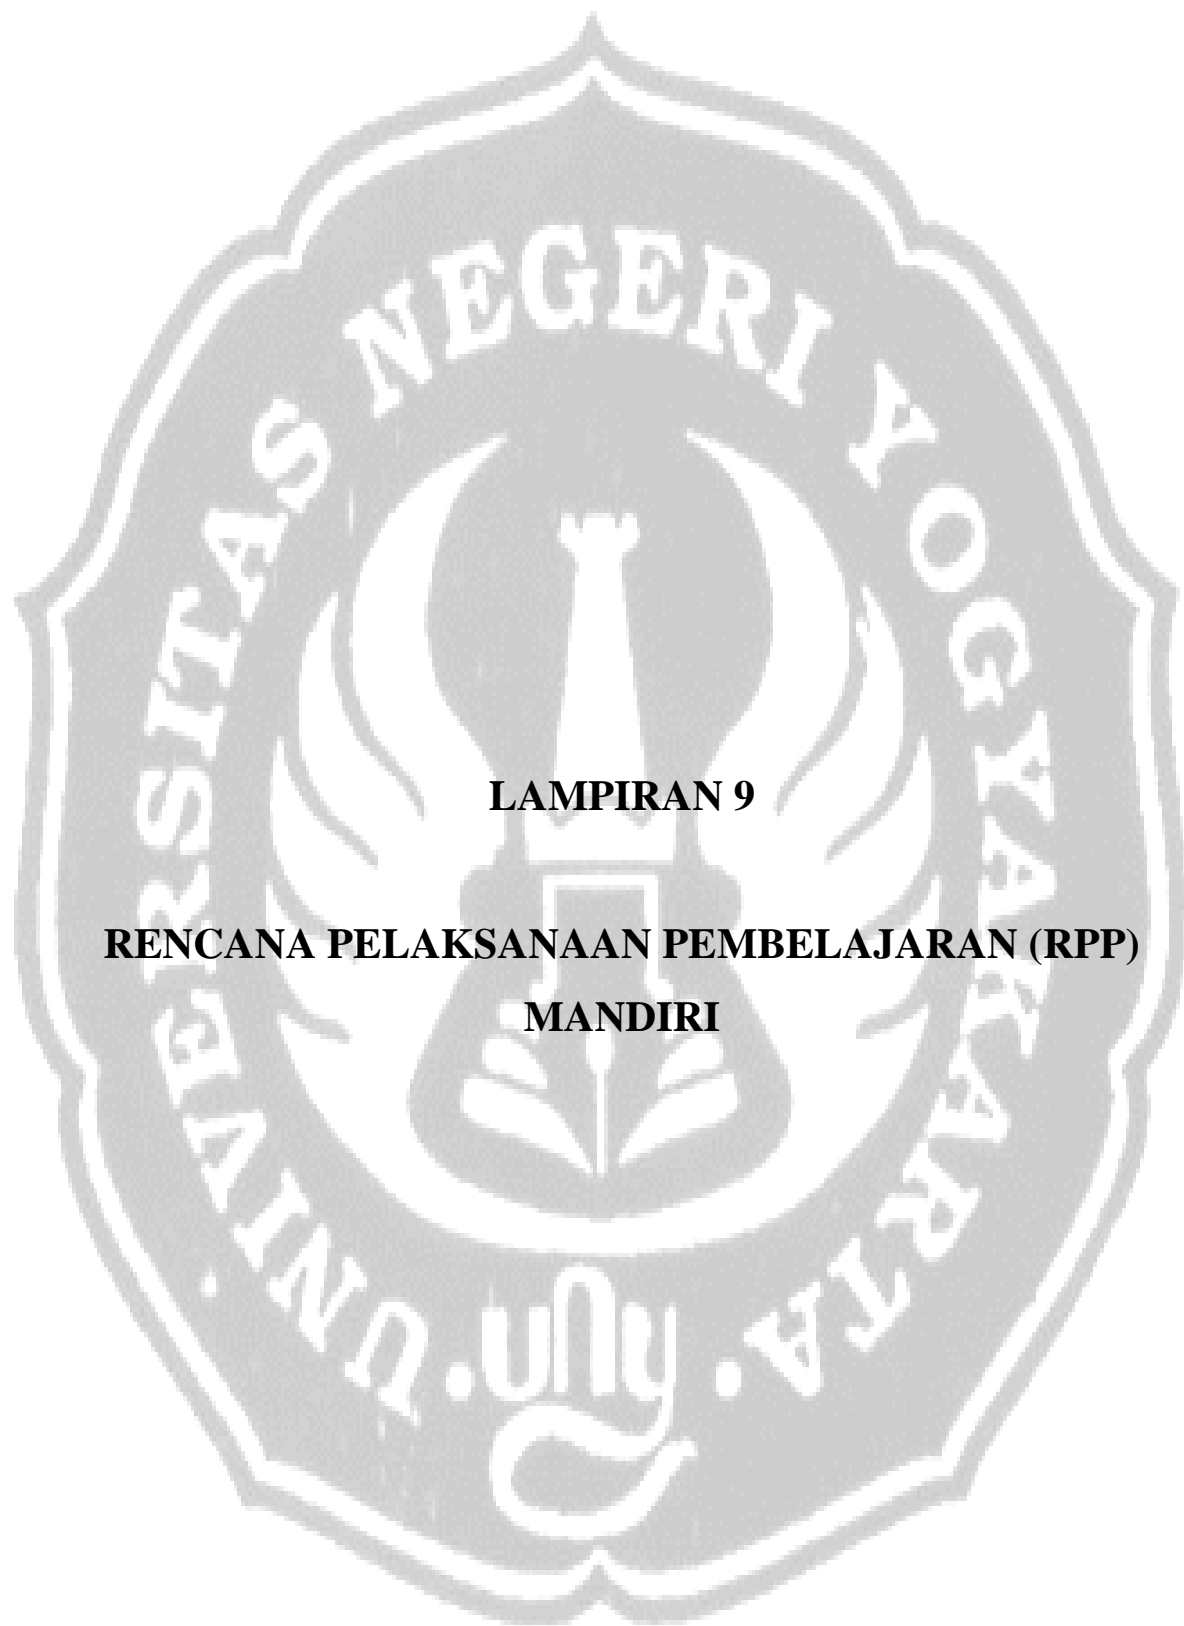 UNIVERSITAS NEGERI YOGYAKARTA
LAMPIRAN 9
RENCANA PELAKSANAAN PEMBELAJARAN (RPP)
MANDIRI
uny